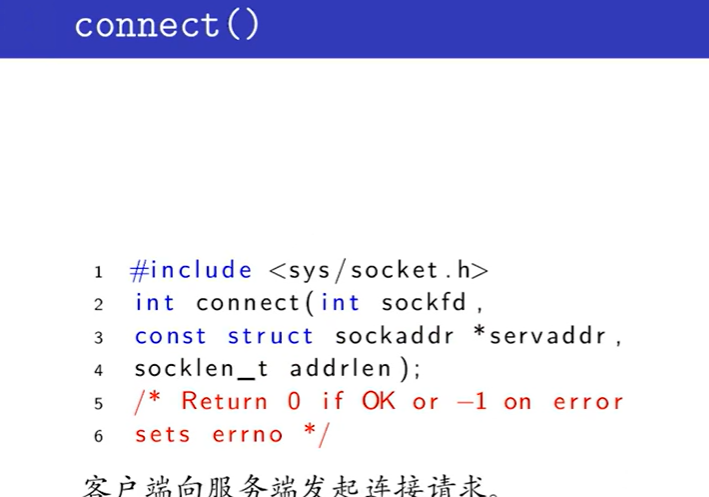 connect()
1 #include <sys/socket.h>
2 int connect(int sockfd,
3 const struct sockaddr *servaddr,
4 socklen_t addrlen);
5 /* Return 0 if OK or −1 on error
6 sets errno */
客户端向服务端发起连接请求。